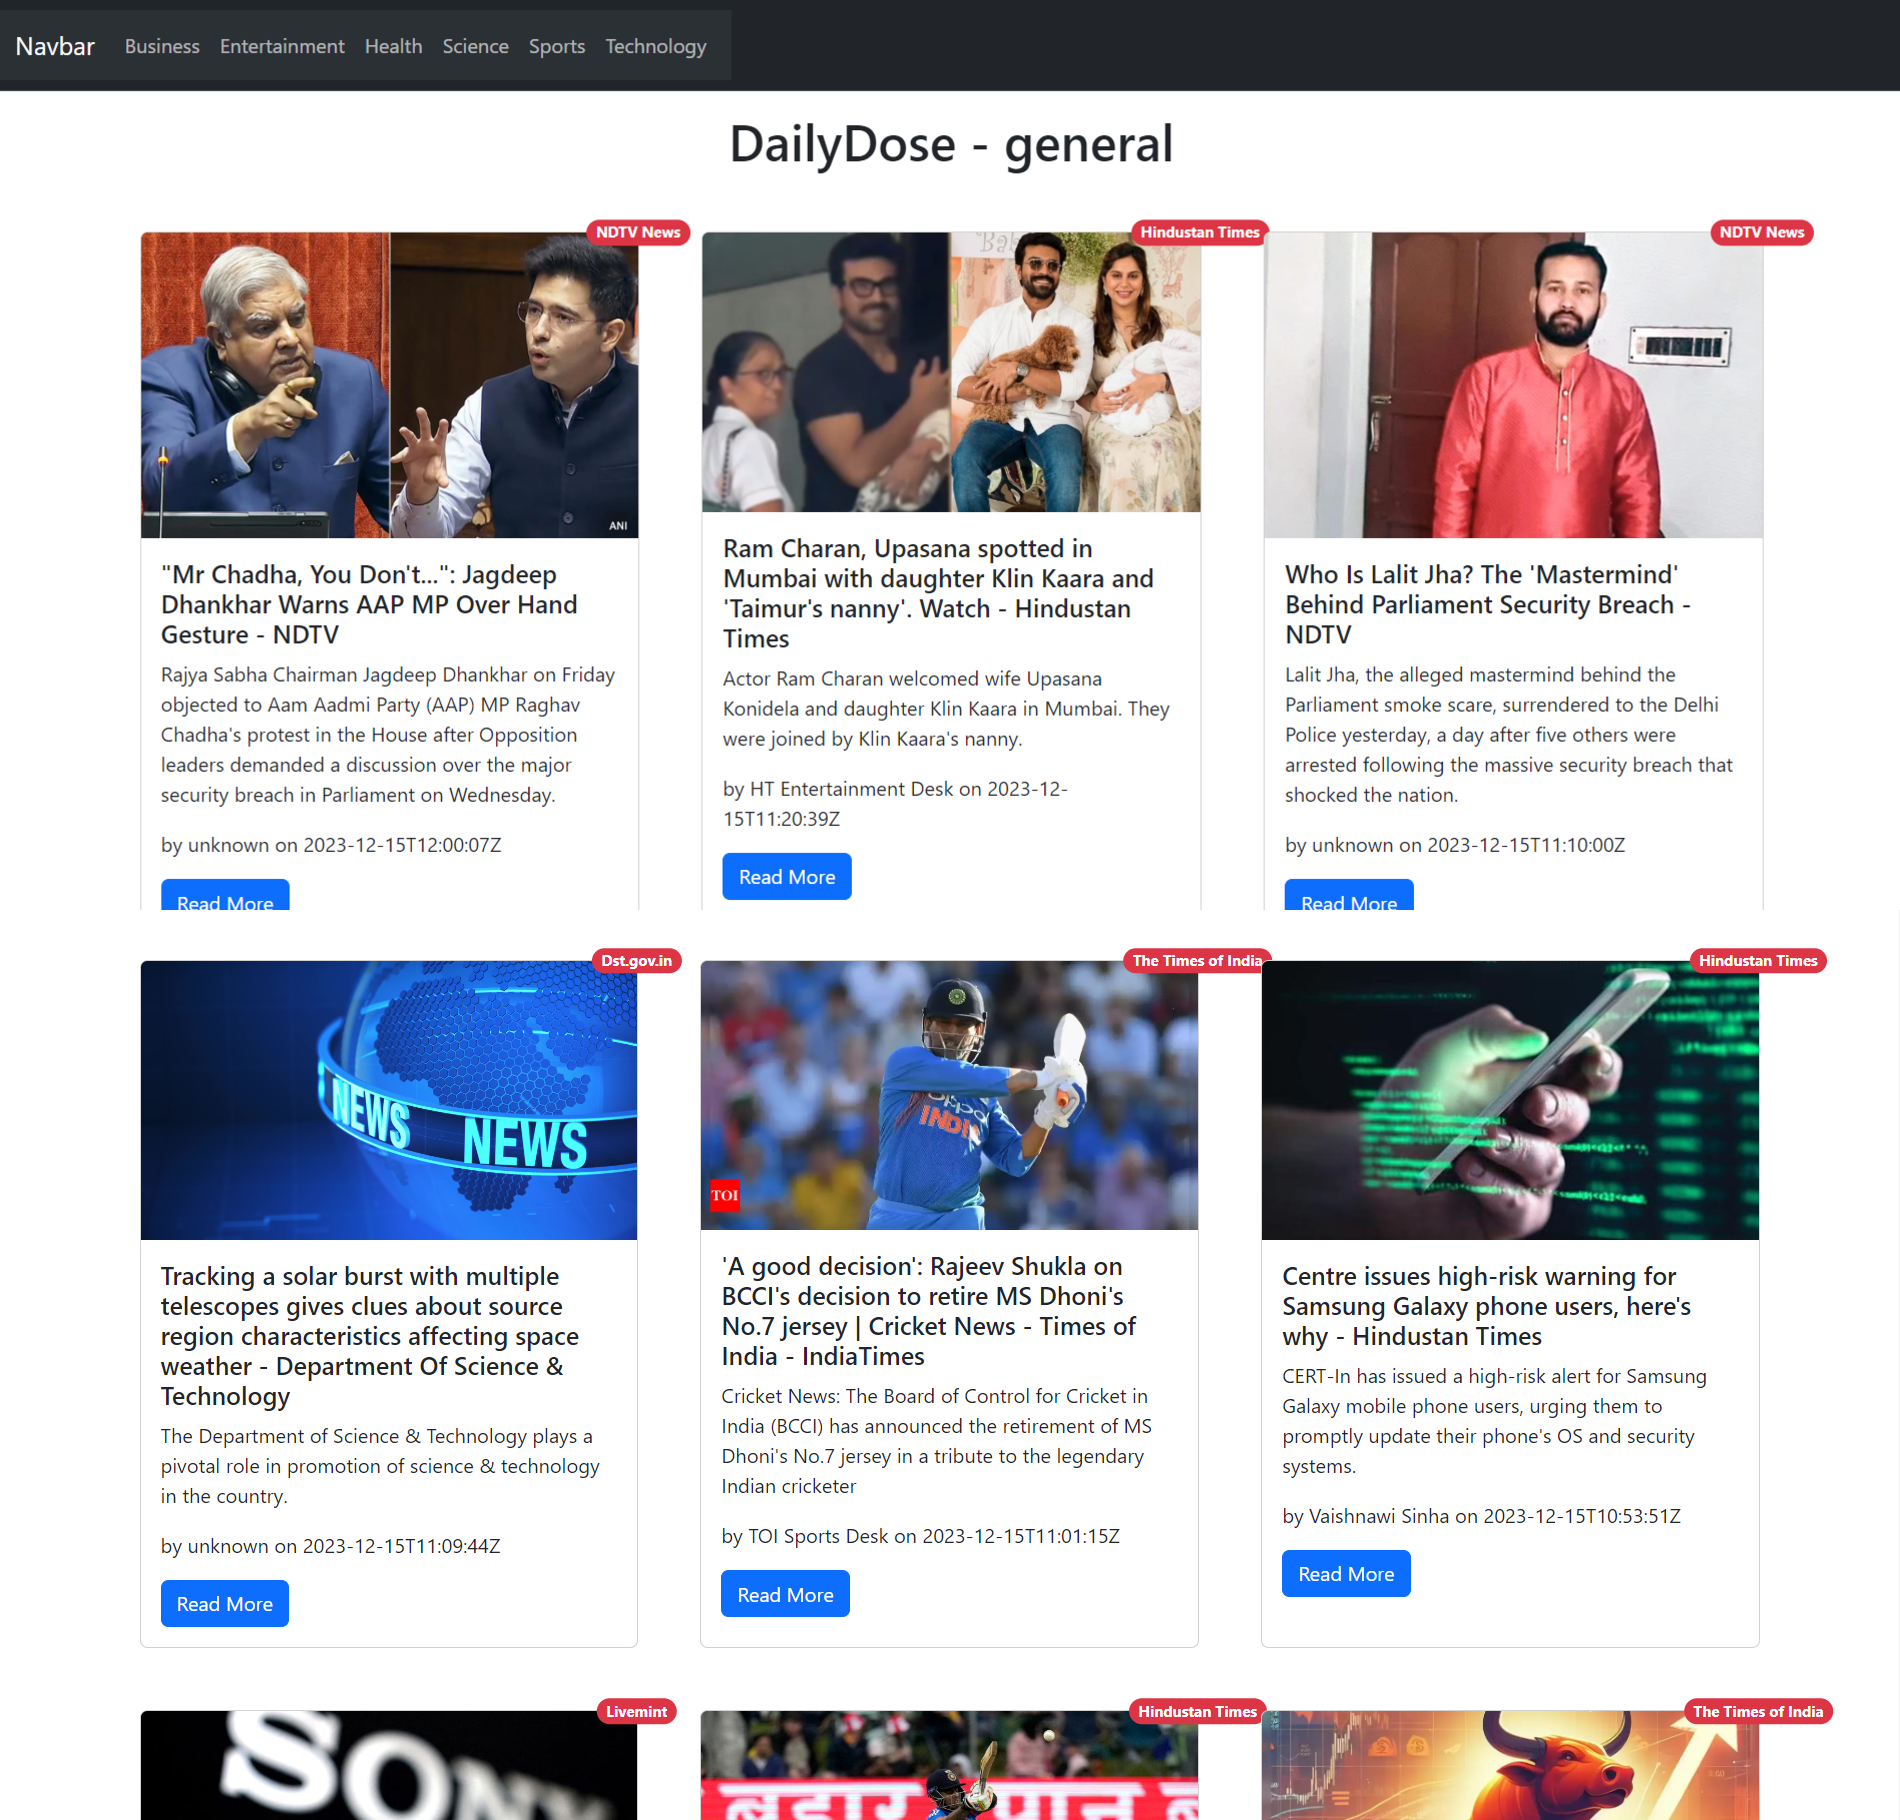 Navbar Business Entertainment Health Science Sports Technology
DailyDose - general
NDTV News
ANI
"Mr Chadha, You Don't...": Jagdeep
Dhankhar Warns AAP MP Over Hand
Gesture - NDTV
Rajya Sabha Chairman Jagdeep Dhankhar on Friday
objected to Aam Aadmi Party (AAP) MP Raghav
Chadha's protest in the House after Opposition
leaders demanded a discussion over the major
security breach in Parliament on Wednesday.
by unknown on 2023-12-15T12:00:07Z
Read More
Hindustan Times
Ram Charan, Upasana spotted in
Mumbai with daughter Klin Kaara and
'Taimur's nanny'. Watch - Hindustan
Times
Actor Ram Charan welcomed wife Upasana
Konidela and daughter Klin Kaara in Mumbai. They
were joined by Klin Kaara's nanny.
by HT Entertainment Desk on 2023-12-
15T11:20:39Z
Read More
NDTV News
Who Is Lalit Jha? The 'Mastermind'
Behind Parliament Security Breach -
NDTV
Lalit Jha, the alleged mastermind behind the
Parliament smoke scare, surrendered to the Delhi
Police yesterday, a day after five others were
arrested following the massive security breach that
shocked the nation.
by unknown on 2023-12-15T11:10:00Z
Read More
Dst.gov.in
NEWS
NEWS
Tracking a solar burst with multiple
telescopes gives clues about source
region characteristics affecting space
weather - Department Of Science &
Technology
The Department of Science & Technology plays a
pivotal role in promotion of science & technology
in the country.
by unknown on 2023-12-15T11:09:44Z
Read More
The Times of India
oppo
INDIA
TOI
'A good decision': Rajeev Shukla on
BCCI's decision to retire MS Dhoni's
No.7 jersey | Cricket News - Times of
India - IndiaTimes
Cricket News: The Board of Control for Cricket in
India (BCCI) has announced the retirement of MS
Dhoni's No.7 jersey in a tribute to the legendary
Indian cricketer
by TOI Sports Desk on 2023-12-15T11:01:15Z
Read More
Hindustan Times
Centre issues high-risk warning for
Samsung Galaxy phone users, here's
why - Hindustan Times
CERT-In has issued a high-risk alert for Samsung
Galaxy mobile phone users, urging them to
promptly update their phone's OS and security
systems.
by Vaishnawi Sinha on 2023-12-15T10:53:51Z
Read More
Livemint
SONY
Hindustan Times
The Times of India